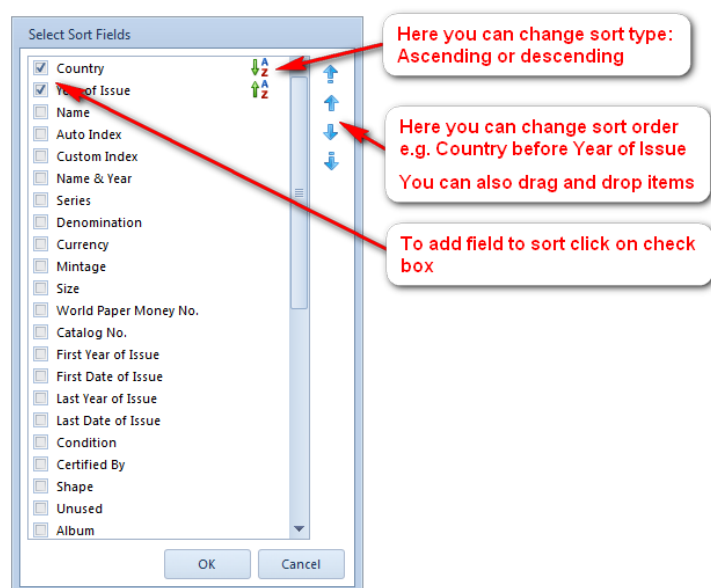 Select Sort Fields
Country
Year of Issue
Name
Auto Index
Custom Index
Name & Year
Series
Denomination
Currency
Mintage
Size
World Paper Money No.
Catalog No.
First Year of Issue
First Date of Issue
Last Year of Issue
Last Date of Issue
Condition
Certified By
Shape
Unused
Album
OK
Cancel
A
Z
A
Z
Here you can change sort type:
Ascending or descending
Here you can change sort order
e.g. Country before Year of Issue
You can also drag and drop items
To add field to sort click on check
box